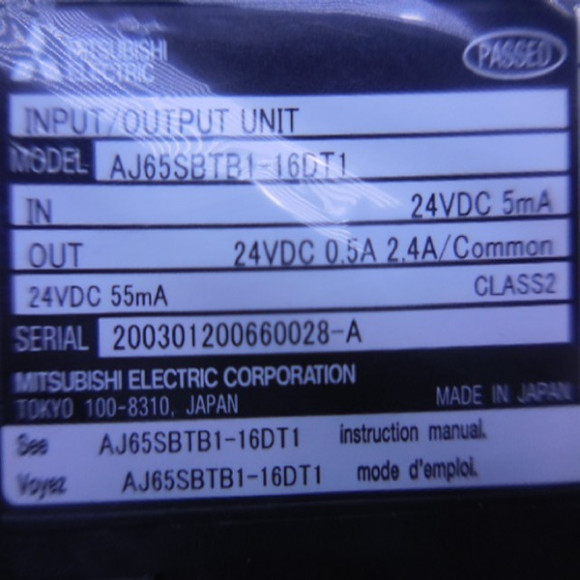 MITSUBISHI
ELECTRIC
PASSED
INPUT/OUTPUT UNIT
MODEL AJ65SBTB1-16DT1
IN 24VDC 5mA
OUT 24VDC 0.5A 2.4A/Common
24VDC 55mA CLASS2
SERIAL 200301200660028-A
MITSUBISHI ELECTRIC CORPORATION
TOKYO 100-8310, JAPAN MADE IN JAPAN
See AJ65SBTB1-16DT1 instruction manual.
Voyez AJ65SBTB1-16DT1 mode d'emploi.